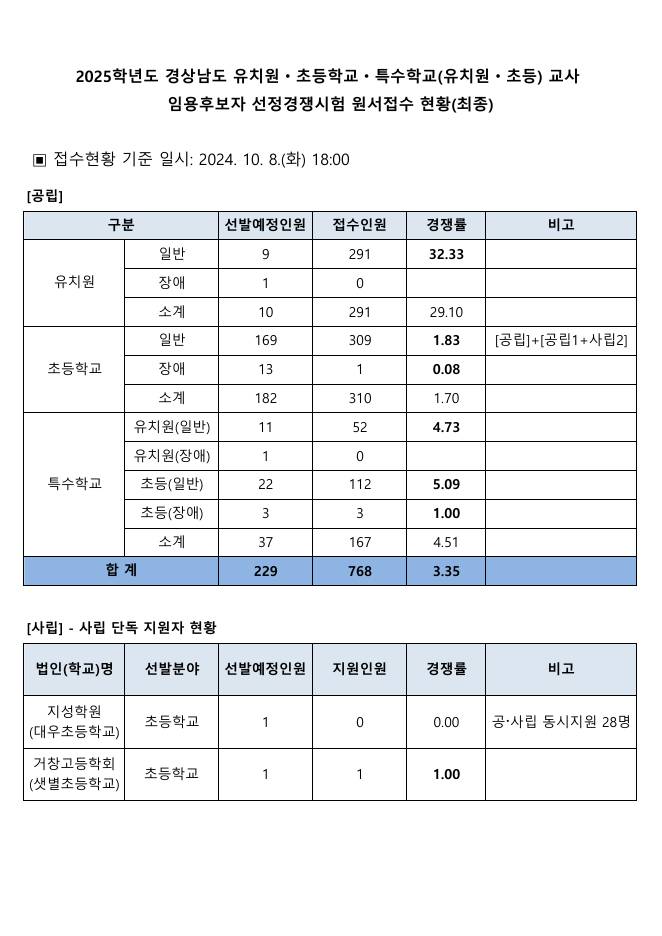 2025학년도 경상남도 유치원・초등학교・특수학교(유치원・초등) 교사
임용후보자 선정경쟁시험 원서접수 현황(최종)
▣ 접수현황 기준 일시: 2024. 10. 8.(화) 18:00
[공립]
구분 선발예정인원 접수인원 경쟁률 비고
유치원 일반 9 291 32.33
장애 1 0
소계 10 291 29.10
초등학교 일반 169 309 1.83 [공립]+[공립1+사립2]
장애 13 1 0.08
소계 182 310 1.70
특수학교 유치원(일반) 11 52 4.73
유치원(장애) 1 0
초등(일반) 22 112 5.09
초등(장애) 3 3 1.00
소계 37 167 4.51
합 계 229 768 3.35
[사립] - 사립 단독 지원자 현황
법인(학교)명 선발분야 선발예정인원 지원인원 경쟁률 비고
지성학원
(대우초등학교) 초등학교 1 0 0.00 공·사립 동시지원 28명
거창고등학회
(샛별초등학교) 초등학교 1 1 1.00